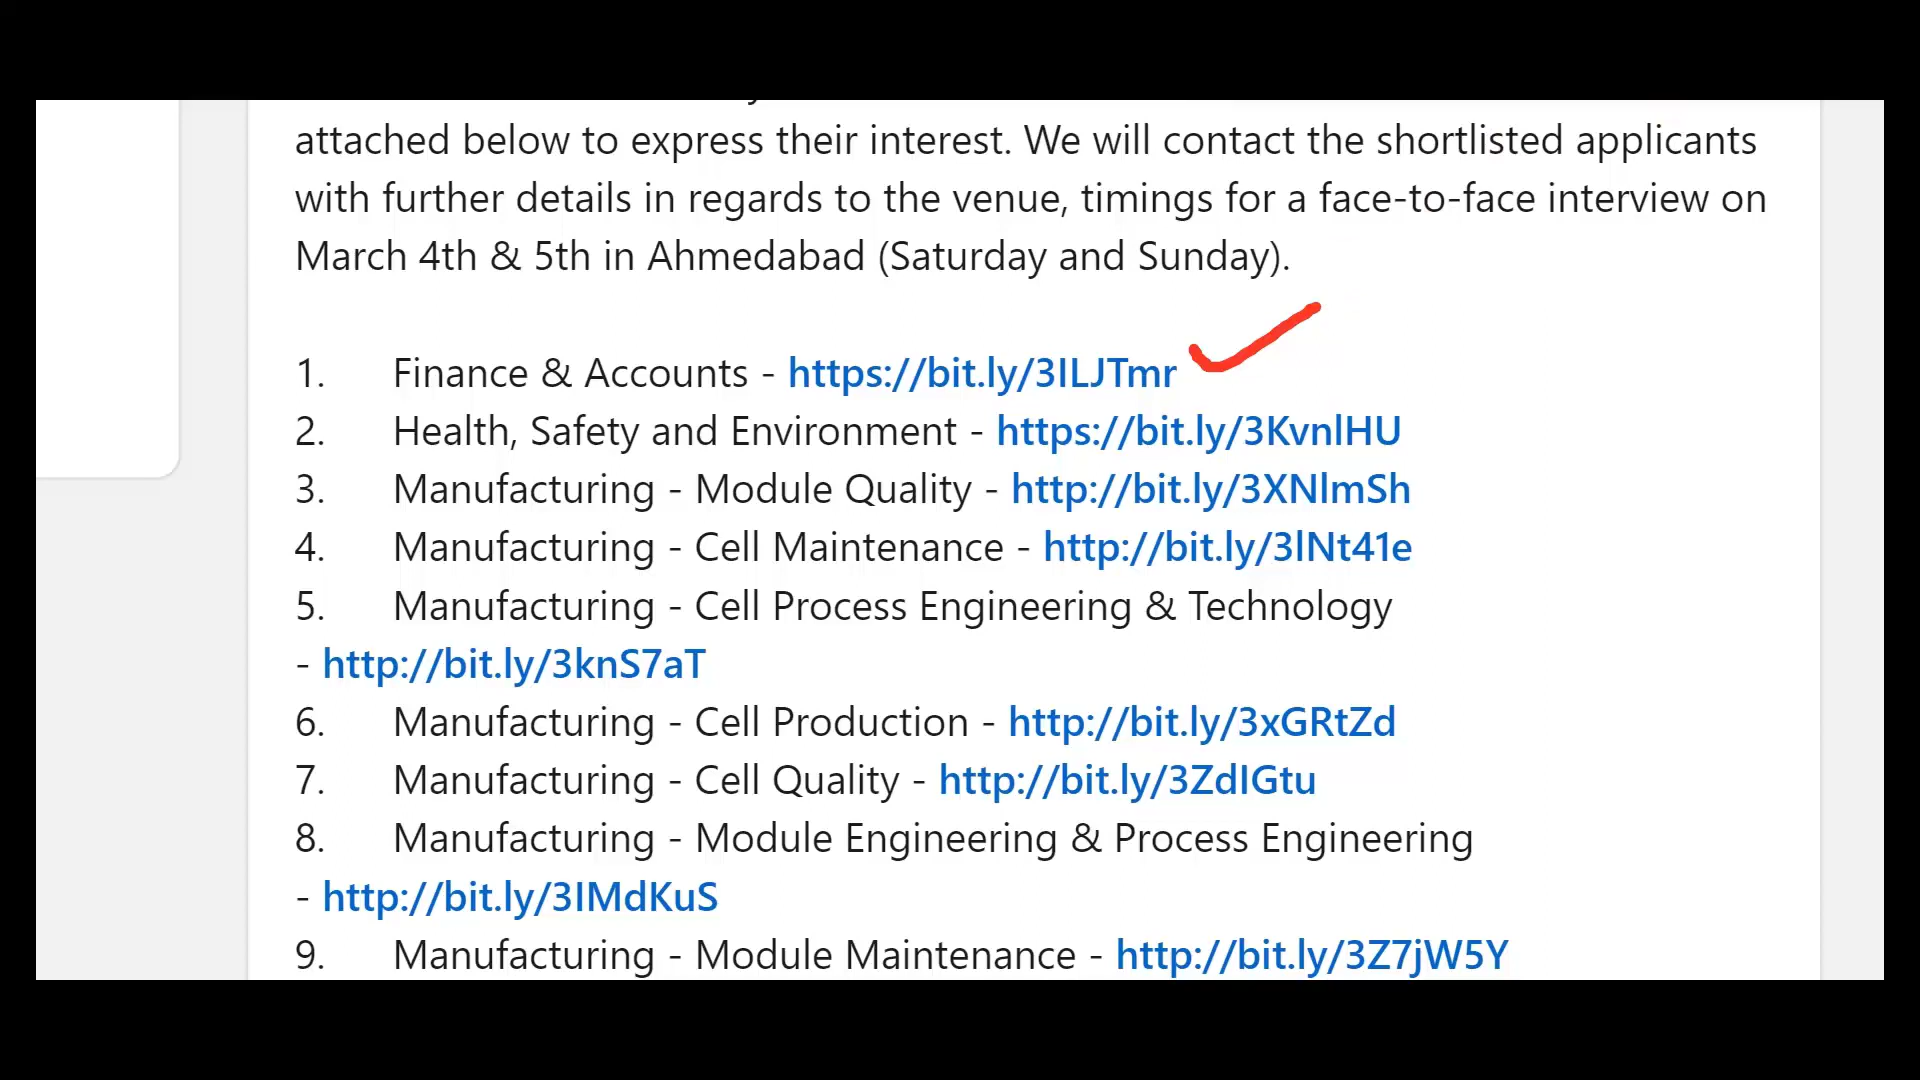 attached below to express their interest. We will contact the shortlisted applicants
with further details in regards to the venue, timings for a face-to-face interview on
March 4th & 5th in Ahmedabad (Saturday and Sunday).
1. Finance & Accounts - https://bit.ly/3ILJTmr
2. Health, Safety and Environment - https://bit.ly/3KvnlHU
3. Manufacturing - Module Quality - http://bit.ly/3XNlmSh
4. Manufacturing - Cell Maintenance - http://bit.ly/3lNt41e
5. Manufacturing - Cell Process Engineering & Technology
- http://bit.ly/3knS7aT
6. Manufacturing - Cell Production - http://bit.ly/3xGRtZd
7. Manufacturing - Cell Quality - http://bit.ly/3ZdIGtu
8. Manufacturing - Module Engineering & Process Engineering
- http://bit.ly/3IMdKuS
9. Manufacturing - Module Maintenance - http://bit.ly/3Z7jW5Y